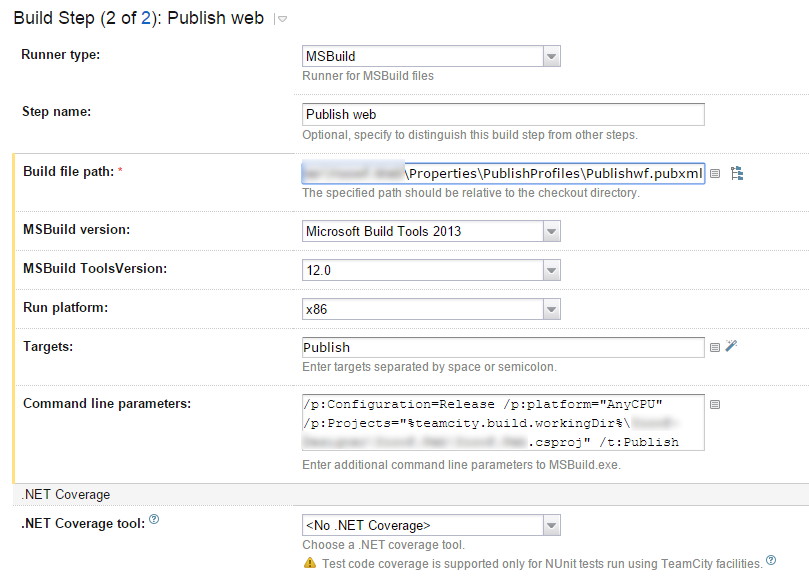 Build Step (2 of 2): Publish web
Runner type:
MSBuild
Runner for MSBuild files
Step name:
Publish web
Optional, specify to distinguish this build step from other steps.
Build file path: *
\Properties\PublishProfiles\Publishwf.pubxml
The specified path should be relative to the checkout directory.
MSBuild version:
Microsoft Build Tools 2013
MSBuild ToolsVersion:
12.0
Run platform:
x86
Targets:
Publish
Enter targets separated by space or semicolon.
Command line parameters:
/p:Configuration=Release /p:platform="AnyCPU"
/p:Projects="%teamcity.build.workingDir%\
.csproj" /t:Publish
Enter additional command line parameters to MSBuild.exe.
.NET Coverage
.NET Coverage tool: ?
<No .NET Coverage>
Choose a .NET coverage tool.
Test code coverage is supported only for NUnit tests run using TeamCity facilities. ?